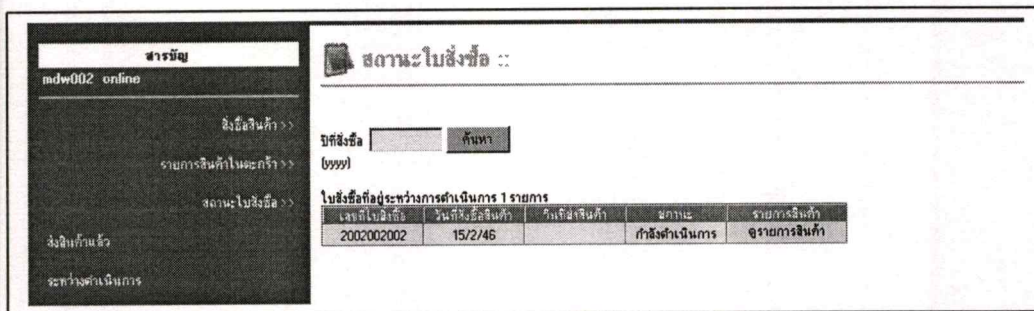 สารบัญ
mdw002 online
สั่งซื้อสินค้า >>
รายการสินค้าในตะกร้า >>
สถานะใบสั่งซื้อ >>
ส่งสินค้าแล้ว
ระหว่างดำเนินการ
สถานะใบสั่งซื้อ ::
ปีที่สั่งซื้อ ค้นหา
(yyyy)
ใบสั่งซื้อที่อยู่ระหว่างการดำเนินการ 1 รายการ
เลขที่ใบสั่งซื้อ วันที่สั่งซื้อสินค้า วันที่ส่งสินค้า สถานะ รายการสินค้า
2002002002 15/2/46 กำลังดำเนินการ ดูรายการสินค้า